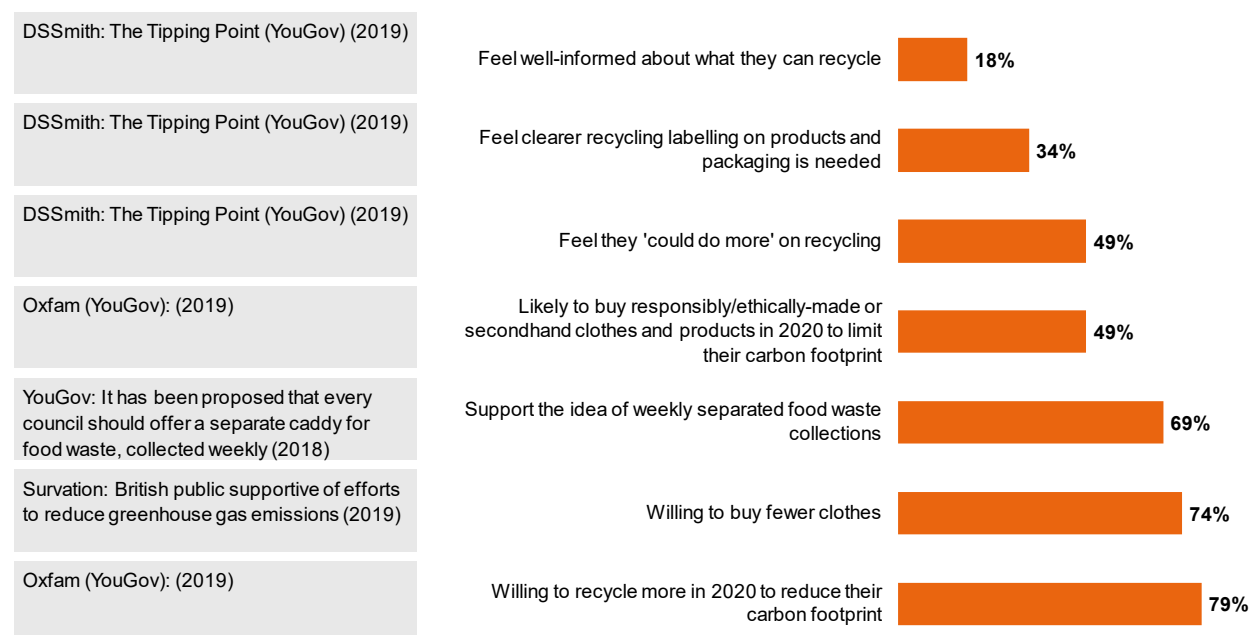 DSSmith: The Tipping Point (YouGov) (2019)
Feel well-informed about what they can recycle
18%
DSSmith: The Tipping Point (YouGov) (2019)
Feel clearer recycling labelling on products and
packaging is needed
34%
DSSmith: The Tipping Point (YouGov) (2019)
Feel they 'could do more' on recycling
49%
Oxfam (YouGov): (2019)
Likely to buy responsibly/ethically-made or
secondhand clothes and products in 2020 to limit
their carbon footprint
49%
YouGov: It has been proposed that every
council should offer a separate caddy for
food waste, collected weekly (2018)
Support the idea of weekly separated food waste
collections
69%
Survation: British public supportive of efforts
to reduce greenhouse gas emissions (2019)
Willing to buy fewer clothes
74%
Oxfam (YouGov): (2019)
Willing to recycle more in 2020 to reduce their
carbon footprint
79%